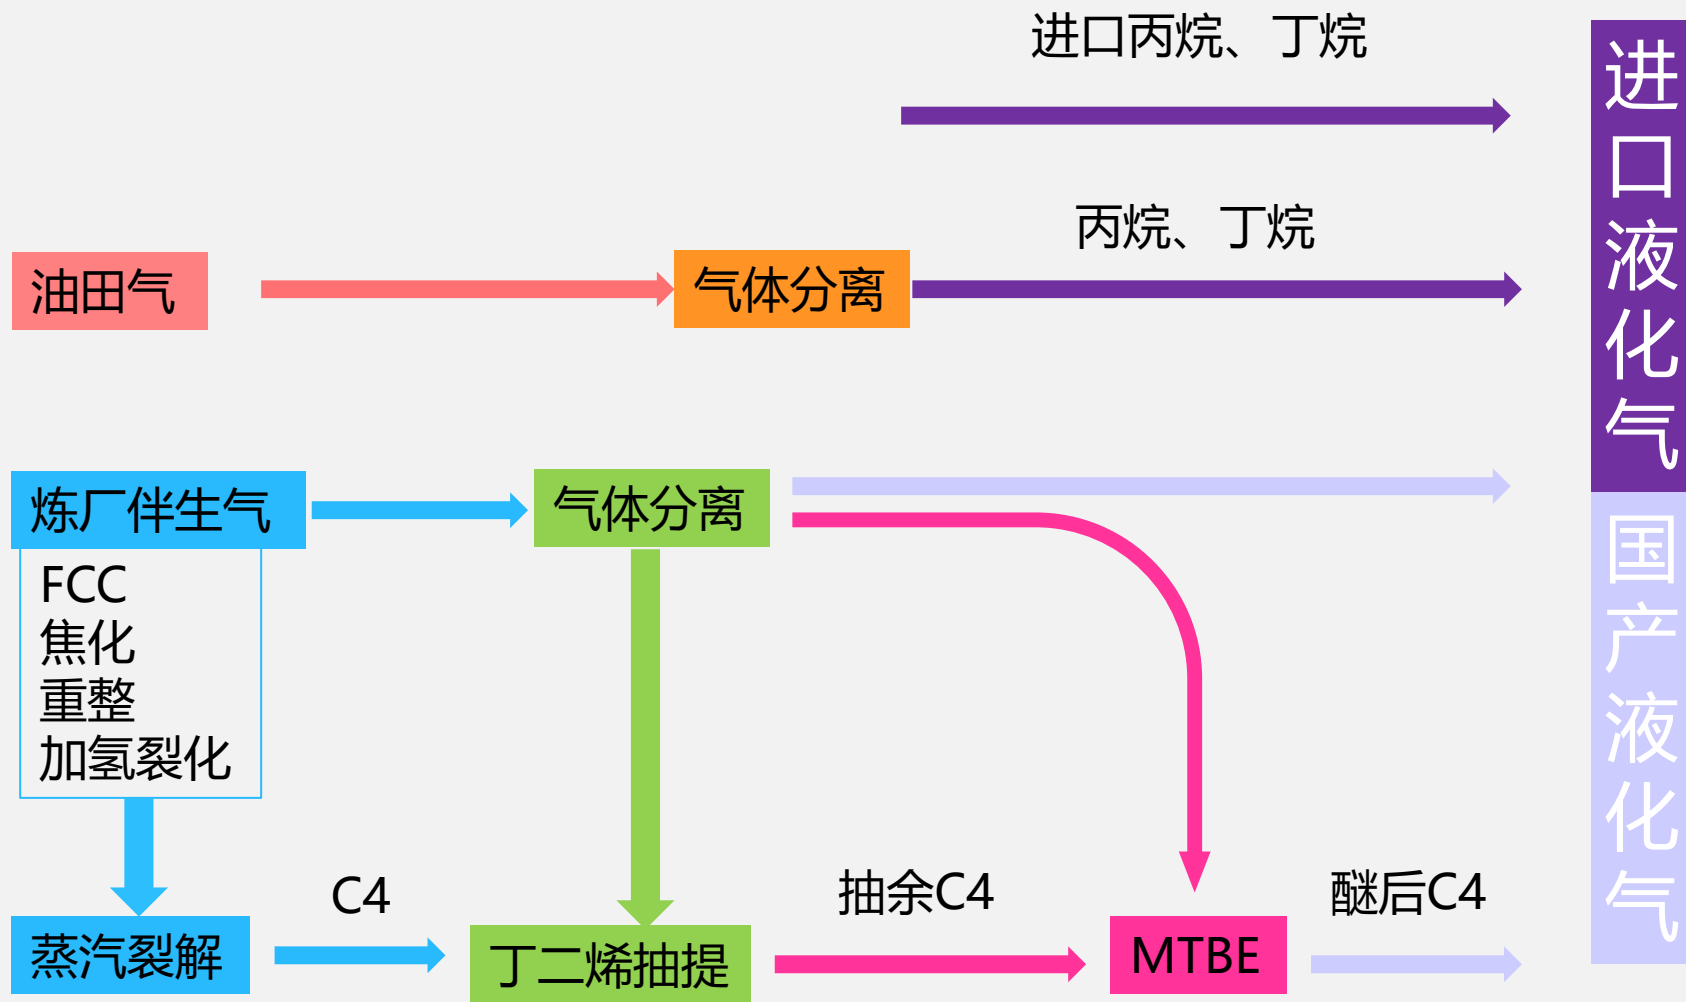 进口丙烷、丁烷
丙烷、丁烷
油田气
气体分离
进口液化气
炼厂伴生气
气体分离
FCC
焦化
重整
加氢裂化
国产液化气
C4
抽余C4
醚后C4
蒸汽裂解
丁二烯抽提
MTBE